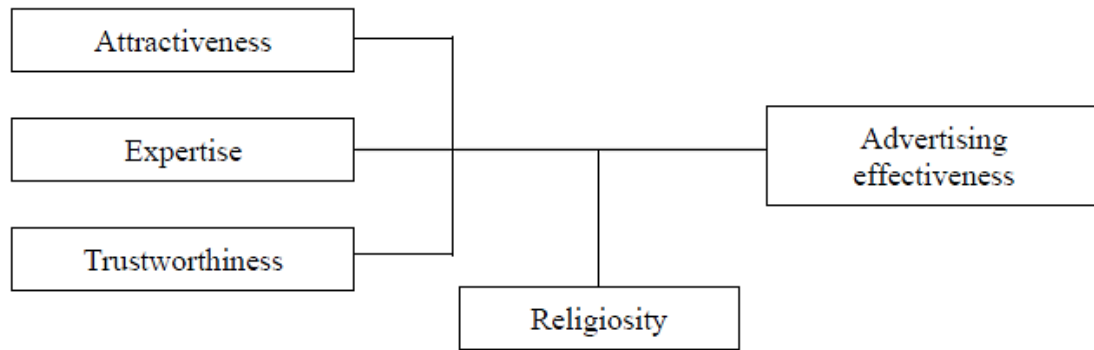 Attractiveness
Expertise
Advertising
effectiveness
Trustworthiness
Religiosity